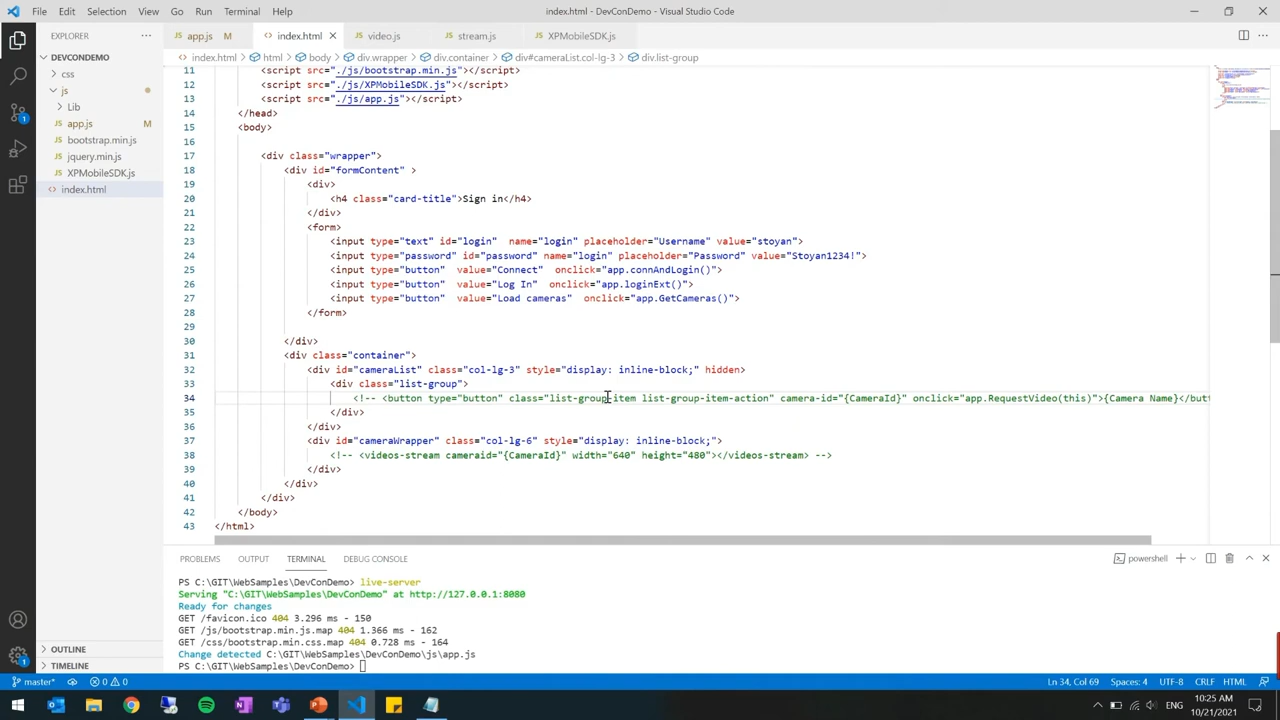 File Edit Selection View Go Run Terminal Help
index.html - DevConDemo - Visual Studio Code
EXPLORER
DEVCONDEMO
css
js
Lib
app.js M
bootstrap.min.js
jquery.min.js
XPMobileSDK.js
index.html
OUTLINE
TIMELINE
app.js M
index.html
video.js
stream.js
XPMobileSDK.js
index.html > html > body > div.wrapper > div.container > div#cameraList.col-lg-3 > div.list-group
11 <script src="./js/bootstrap.min.js"></script>
12 <script src="./js/XPMobileSDK.js"></script>
13 <script src="./js/app.js"></script>
14 </head>
15 <body>
16
17 <div class="wrapper">
18 <div id="formContent" >
19 <div>
20 <h4 class="card-title">Sign in</h4>
21 </div>
22 <form>
23 <input type="text" id="login"  name="login" placeholder="Username" value="stoyan">
24 <input type="password" id="password" name="login" placeholder="Password" value="Stoyan1234!">
25 <input type="button"  value="Connect"  onclick="app.connAndLogin()">
26 <input type="button"  value="Log In"  onclick="app.loginExt()">
27 <input type="button"  value="Load cameras"  onclick="app.GetCameras()">
28 </form>
29
30 </div>
31 <div class="container">
32 <div id="cameraList" class="col-lg-3" style="display: inline-block;" hidden>
33 <div class="list-group">
34 <!-- <button type="button" class="list-group-item list-group-item-action" camera-id="{CameraId}" onclick="app.RequestVideo(this)">{Camera Name}</butt
35 </div>
36 </div>
37 <div id="cameraWrapper" class="col-lg-6" style="display: inline-block;">
38 <!-- <videos-stream cameraid="{CameraId}" width="640" height="480"></videos-stream> -->
39 </div>
40 </div>
41 </div>
42 </body>
43 </html>
PROBLEMS OUTPUT TERMINAL DEBUG CONSOLE
powershell
PS C:\GIT\WebSamples\DevConDemo> live-server
Serving "C:\GIT\WebSamples\DevConDemo" at http://127.0.0.1:8080
Ready for changes
GET /favicon.ico 404 3.296 ms - 150
GET /js/bootstrap.min.js.map 404 1.366 ms - 162
GET /css/bootstrap.min.css.map 404 0.728 ms - 164
Change detected C:\GIT\WebSamples\DevConDemo\js\app.js
PS C:\GIT\WebSamples\DevConDemo>
master* 0 0
Ln 34, Col 69 Spaces: 4 UTF-8 CRLF HTML
10:25 AM
10/21/2021